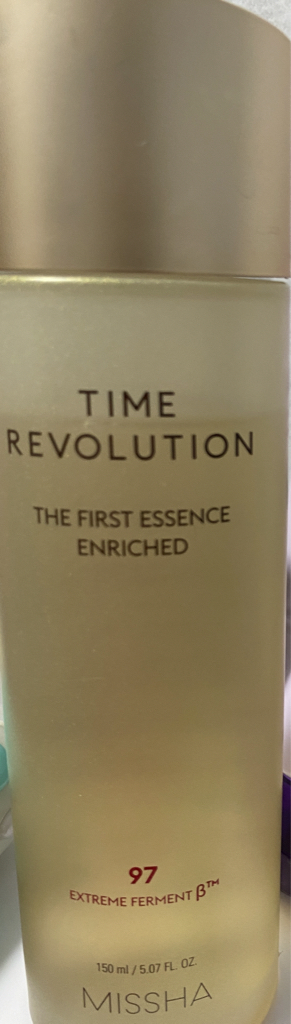 TIME
REVOLUTION
THE FIRST ESSENCE
ENRICHED
97
EXTREME FERMENT β™
150 ml / 5.07 FL. OZ.
MISSHA